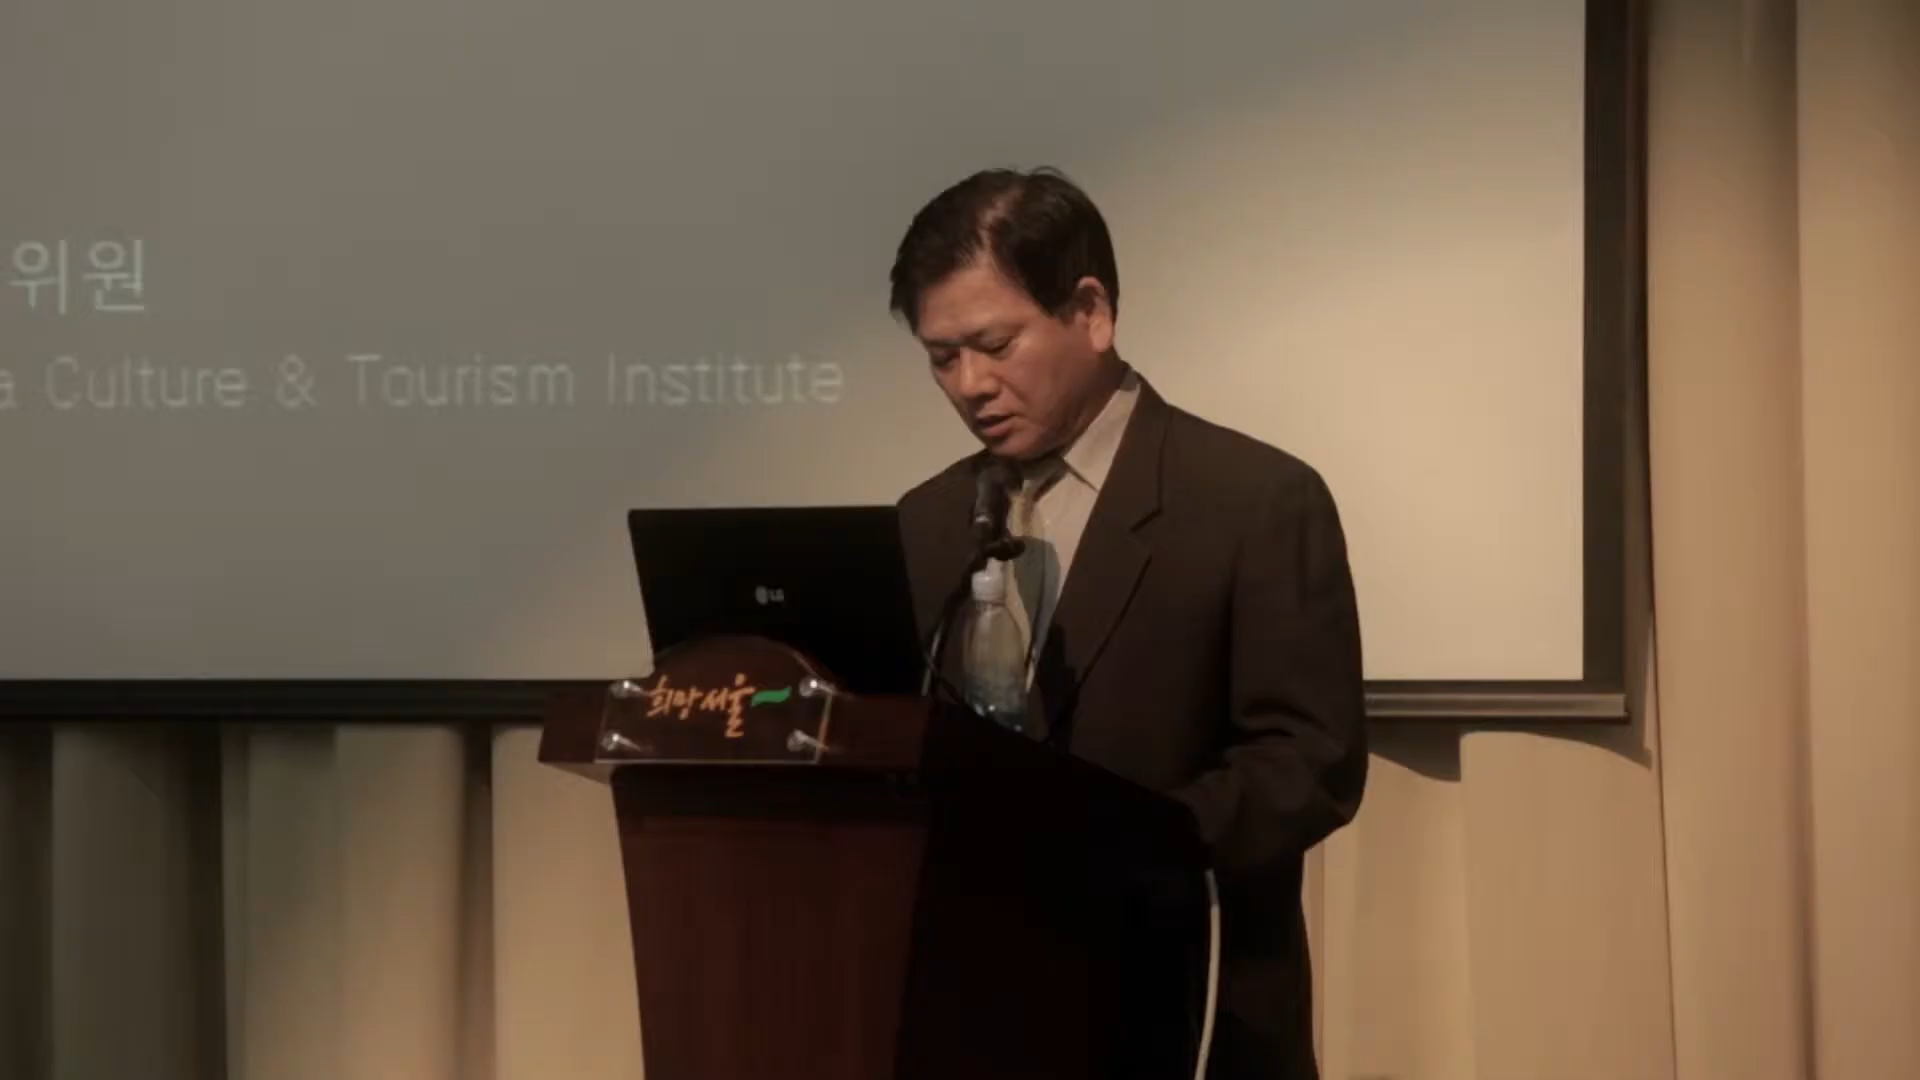 위원
a Culture & Tourism Institute
LG
희망서울